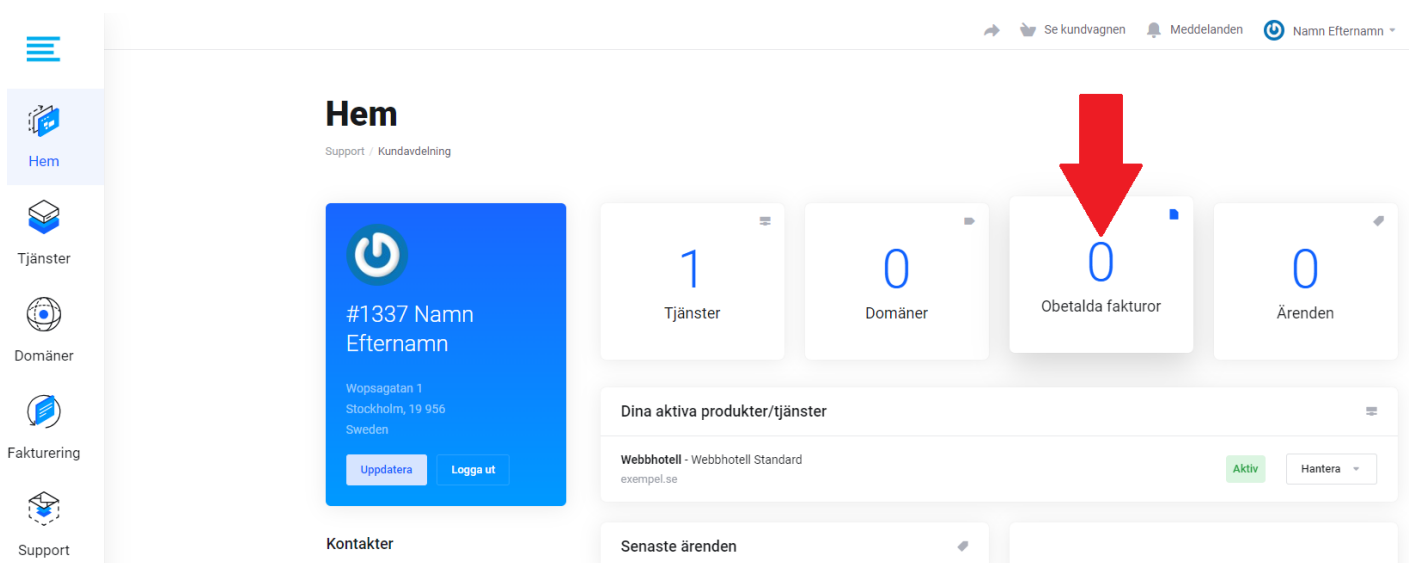 Se kundvagnen
Meddelanden
Namn Efternamn
Hem
Tjänster
Domäner
Fakturering
Support
Hem
Support / Kundavdelning
#1337 Namn
Efternamn
Wopsagatan 1
Stockholm, 19 956
Sweden
Uppdatera
Logga ut
Kontakter
1
Tjänster
0
Domäner
0
Obetalda fakturor
0
Ärenden
Dina aktiva produkter/tjänster
Webbhotell - Webbhotell Standard
exempel.se
Aktiv
Hantera
Senaste ärenden